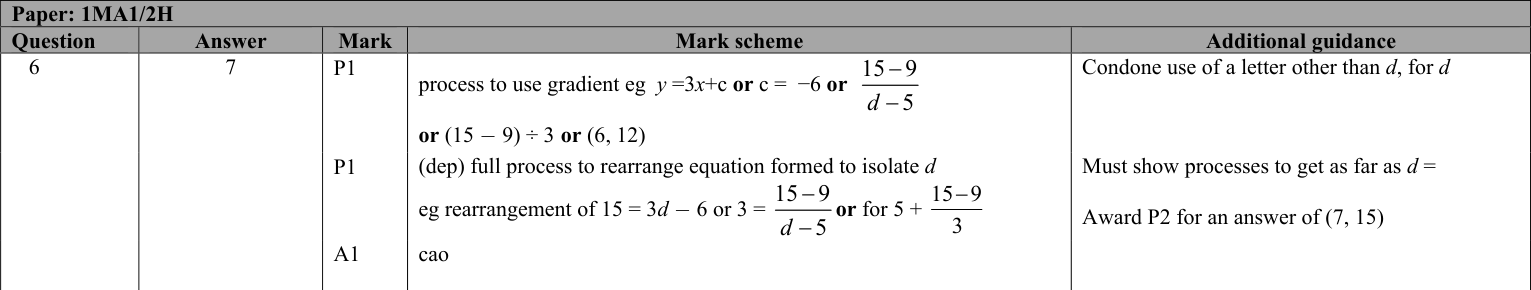 Paper: 1MA1/2H
Question Answer Mark Mark scheme Additional guidance
6 7 P1 process to use gradient eg y =3x+c or c = −6 or (15−9)/(d−5) Condone use of a letter other than d, for d
or (15 − 9) ÷ 3 or (6, 12)
P1 (dep) full process to rearrange equation formed to isolate d Must show processes to get as far as d =
eg rearrangement of 15 = 3d − 6 or 3 = (15−9)/(d−5) or for 5 + (15−9)/3 Award P2 for an answer of (7, 15)
A1 cao